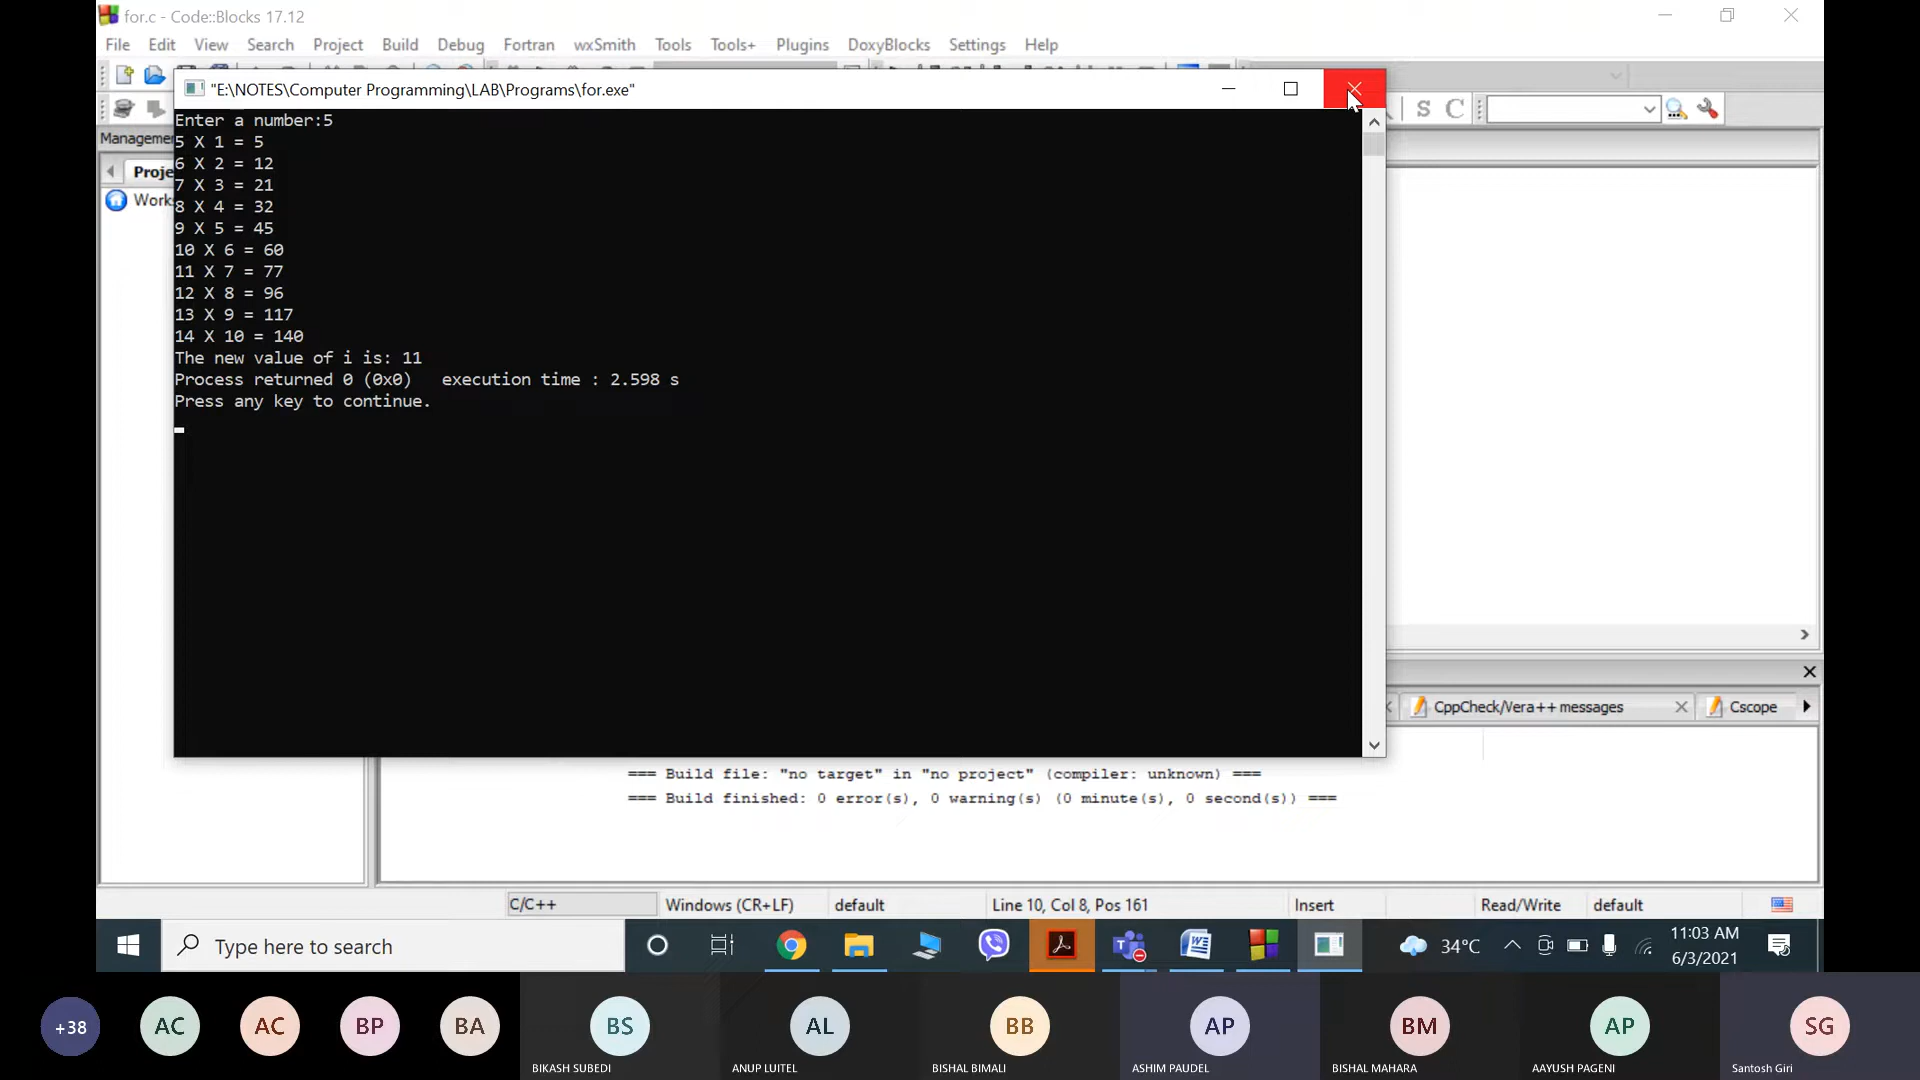 for.c - Code::Blocks 17.12
File Edit View Search Project Build Debug Fortran wxSmith Tools Tools+ Plugins DoxyBlocks Settings Help
"E:\NOTES\Computer Programming\LAB\Programs\for.exe"
S C
Enter a number:5
5 X 1 = 5
6 X 2 = 12
7 X 3 = 21
8 X 4 = 32
9 X 5 = 45
10 X 6 = 60
11 X 7 = 77
12 X 8 = 96
13 X 9 = 117
14 X 10 = 140
The new value of i is: 11
Process returned 0 (0x0) execution time : 2.598 s
Press any key to continue.
Manageme
Proje
Works
CppCheck/Vera++ messages Cscope
=== Build file: "no target" in "no project" (compiler: unknown) ===
=== Build finished: 0 error(s), 0 warning(s) (0 minute(s), 0 second(s)) ===
C/C++ Windows (CR+LF) default Line 10, Col 8, Pos 161 Insert Read/Write default
Type here to search
34°C
11:03 AM
6/3/2021
+38 AC AC BP BA BS AL BB AP BM AP SG
BIKASH SUBEDI ANUP LUITEL BISHAL BIMALI ASHIM PAUDEL BISHAL MAHARA AAYUSH PAGENI Santosh Giri